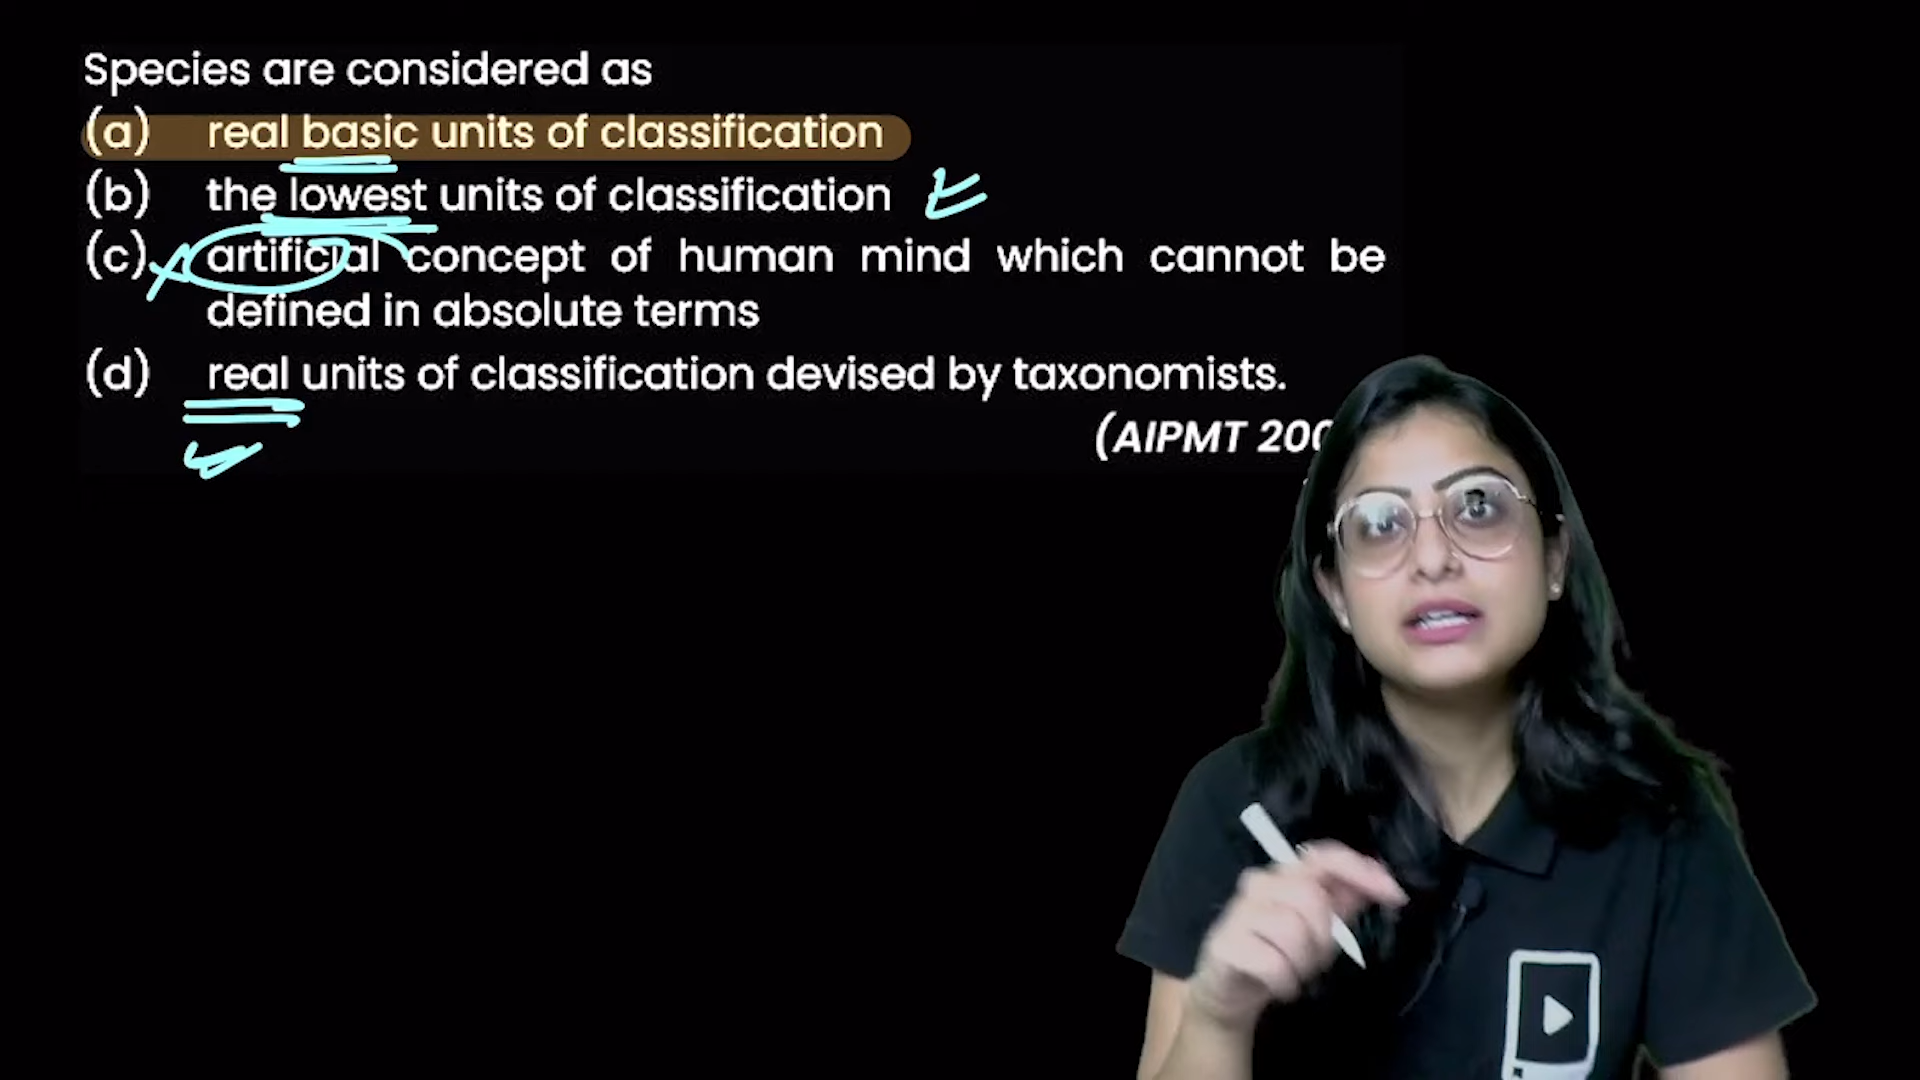 Species are considered as
(a) real basic units of classification
(b) the lowest units of classification
(c) artificial concept of human mind which cannot be
defined in absolute terms
(d) real units of classification devised by taxonomists.
(AIPMT 200